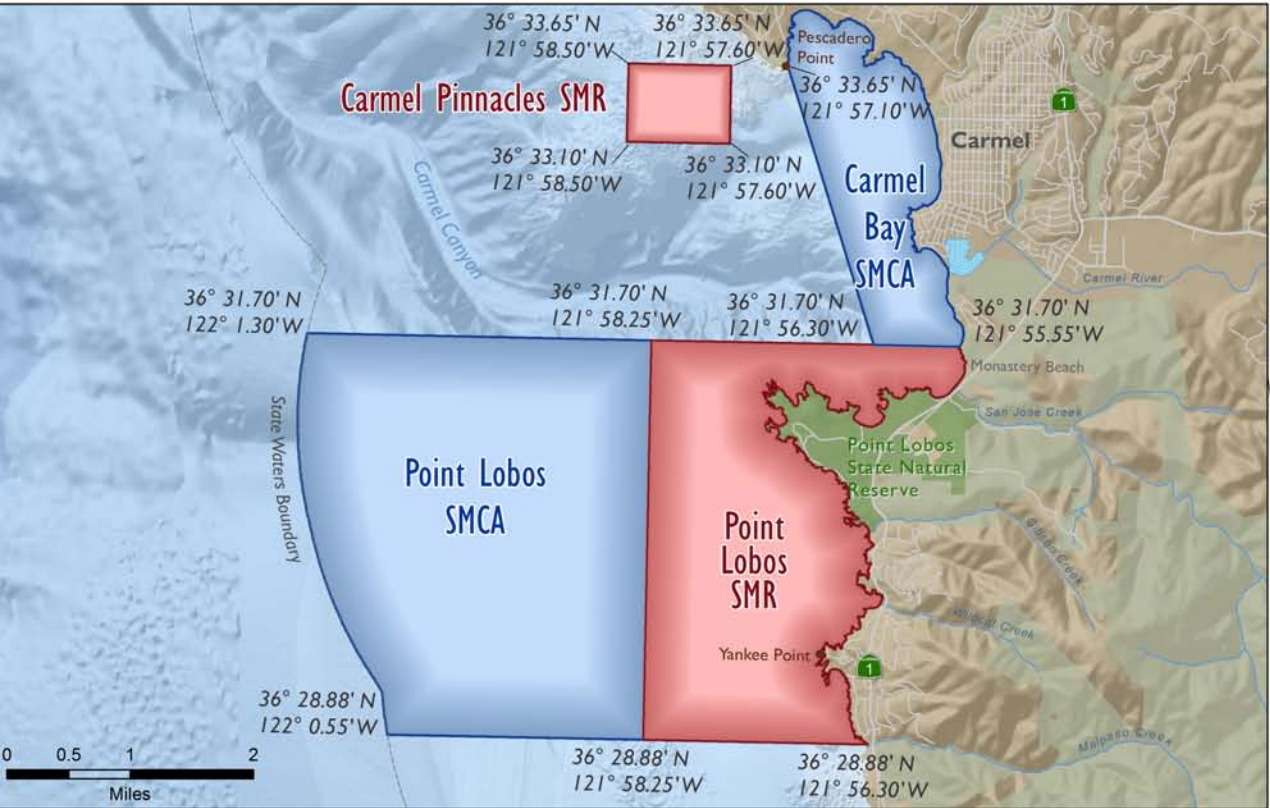 36° 33.65' N
121° 58.50'W
36° 33.65' N
121° 57.60'W
Pescadero
Point
36° 33.65' N
121° 57.10'W
Carmel Pinnacles SMR
1
Carmel
36° 33.10' N
121° 58.50'W
36° 33.10' N
121° 57.60'W
Carmel Canyon
Carmel
Bay
SMCA
Carmel River
36° 31.70' N
122° 1.30'W
36° 31.70' N
121° 58.25'W
36° 31.70' N
121° 56.30'W
36° 31.70' N
121° 55.55'W
Monastery Beach
San Jose Creek
State Waters Boundary
Point Lobos
State Natural
Reserve
Point Lobos
SMCA
Point
Lobos
SMR
Gibson Creek
Wildcat Creek
Yankee Point
1
36° 28.88' N
122° 0.55'W
Malpaso Creek
36° 28.88' N
121° 58.25'W
36° 28.88' N
121° 56.30'W
0 0.5 1 2
Miles